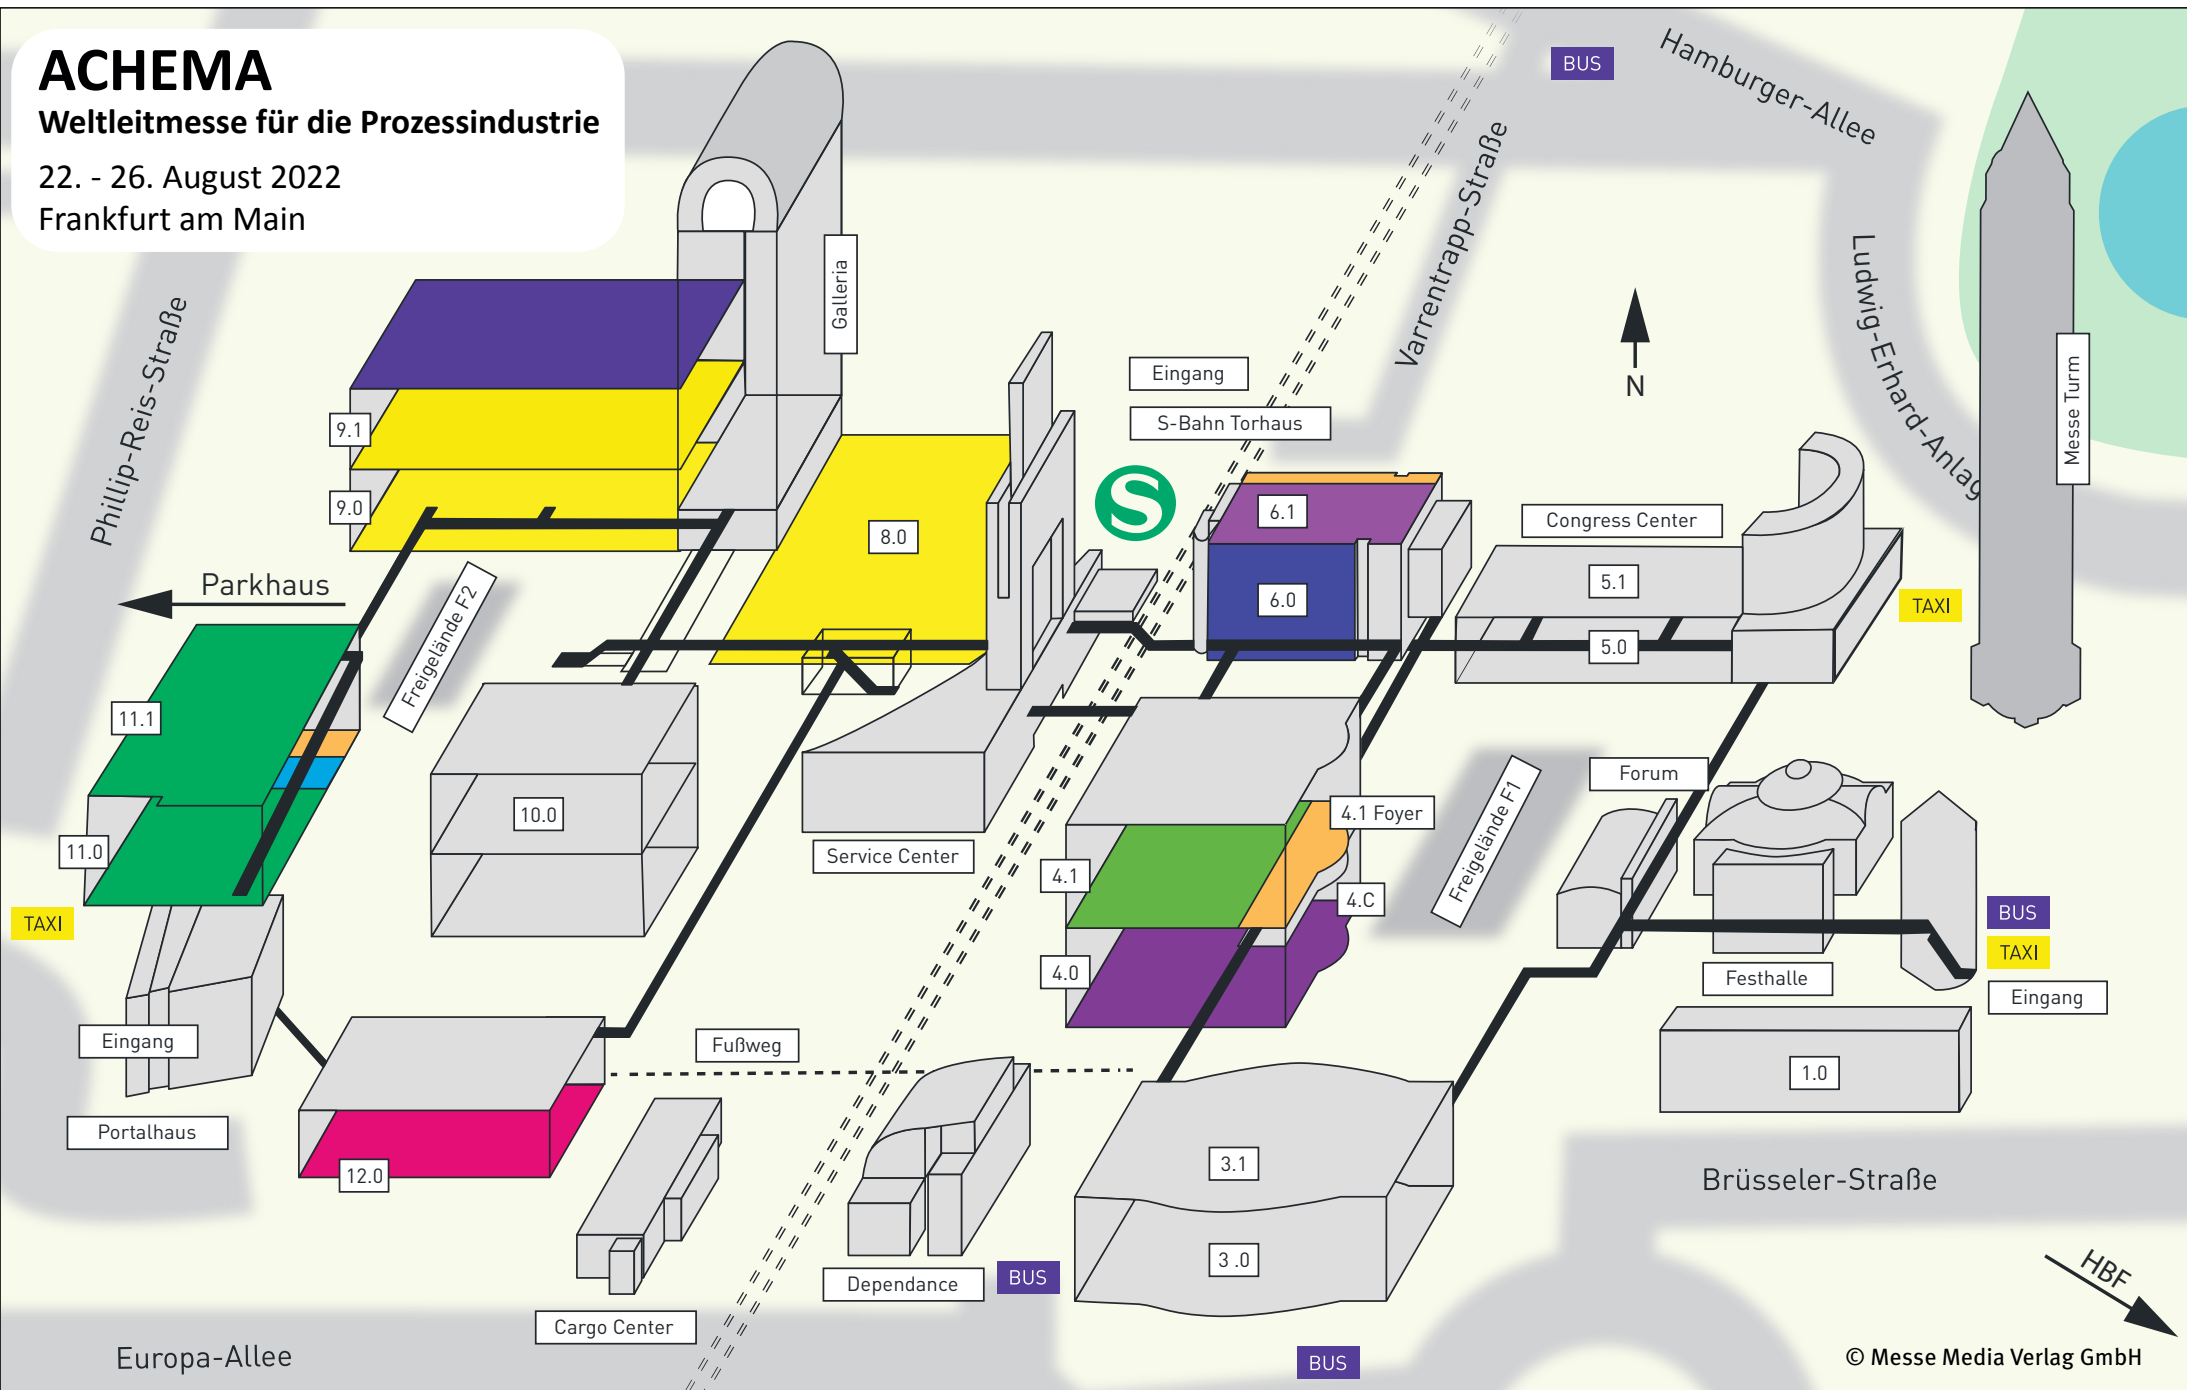 ACHEMA
Weltleitmesse für die Prozessindustrie
22. - 26. August 2022
Frankfurt am Main
BUS
Hamburger-Allee
Varrentrapp-Straße
Ludwig-Erhard-Anlag
Messe Turm
Galleria
Phillip-Reis-Straße
N
Eingang
S-Bahn Torhaus
S
9.1
9.0
8.0
6.1
6.0
Congress Center
5.1
5.0
TAXI
Parkhaus
Freigelände F2
11.1
11.0
TAXI
10.0
Service Center
4.1 Foyer
4.1
4.C
4.0
Freigelände F1
Forum
Festhalle
BUS
TAXI
Eingang
1.0
Eingang
Portalhaus
12.0
Fußweg
Cargo Center
Dependance
BUS
3.1
3 .0
Brüsseler-Straße
HBF
Europa-Allee
BUS
© Messe Media Verlag GmbH